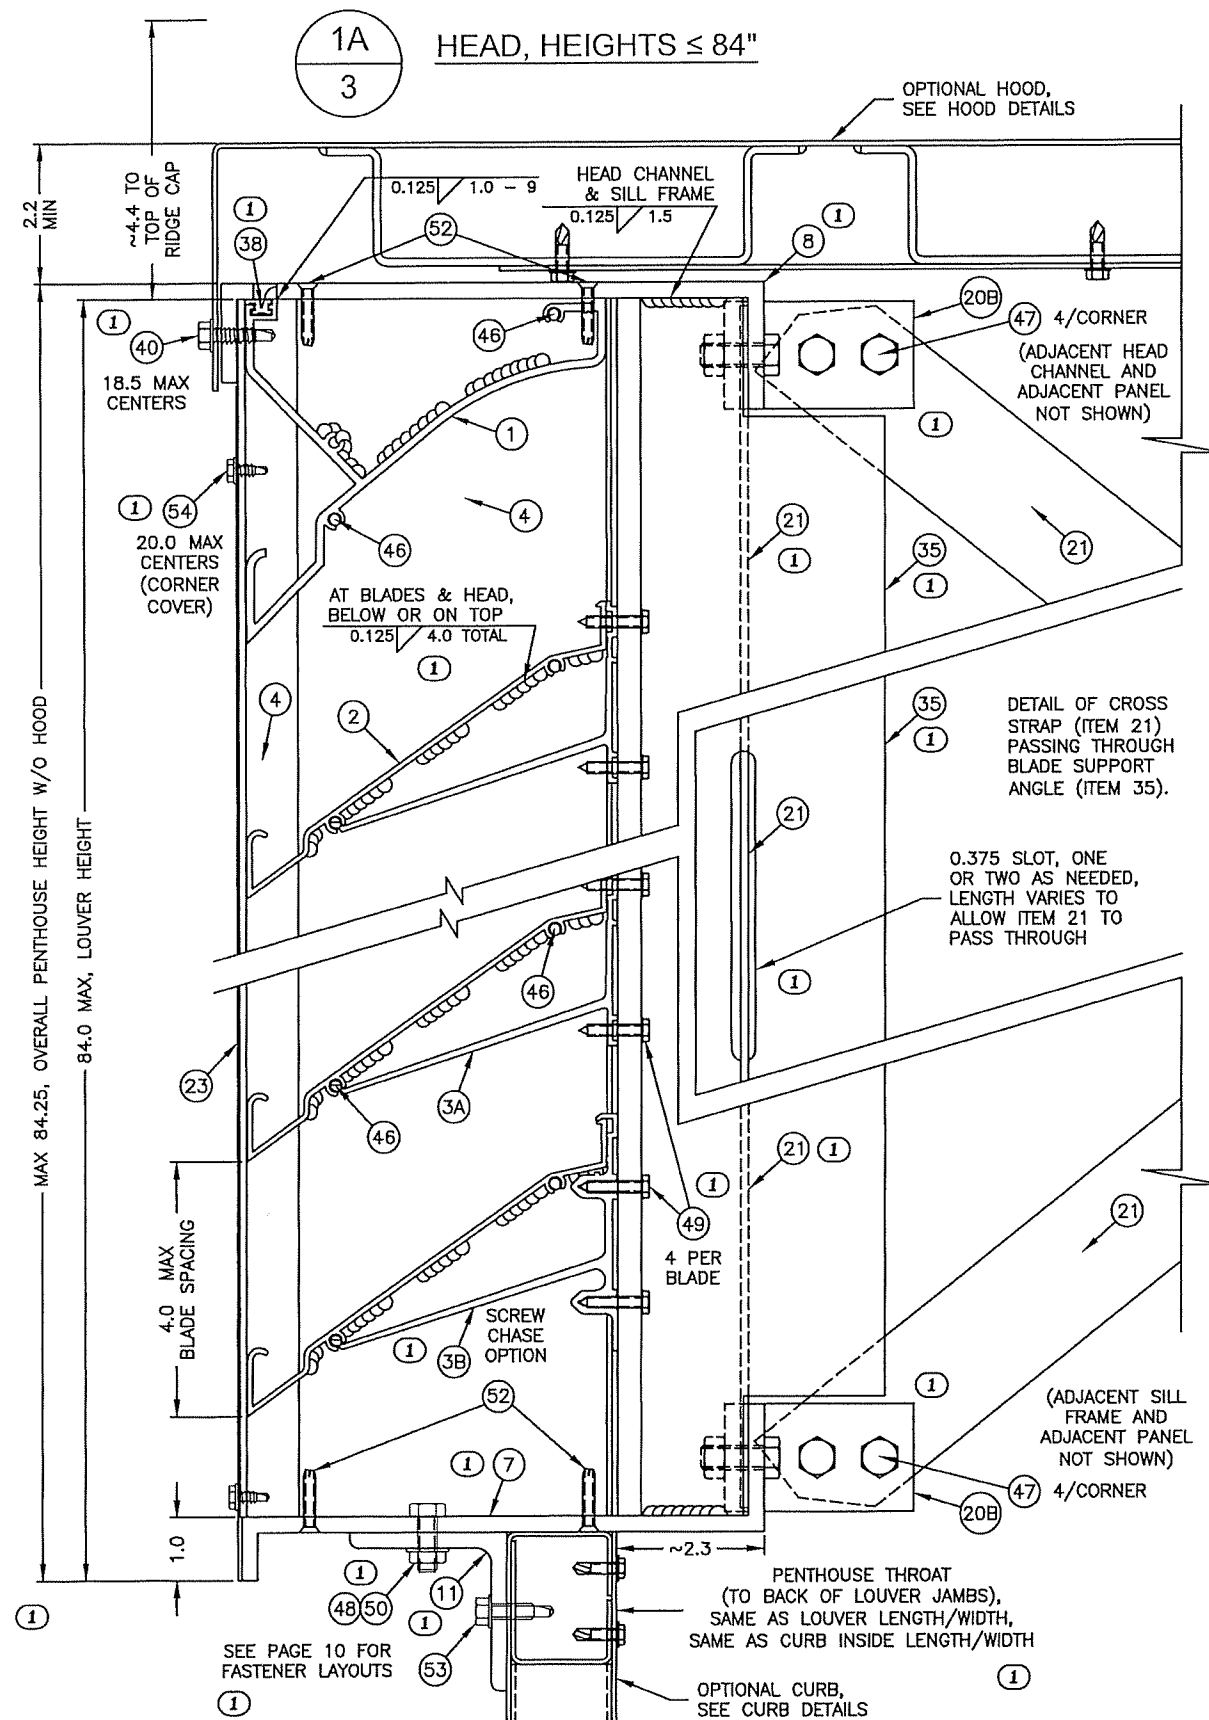 1A
3
HEAD, HEIGHTS ≤ 84"
OPTIONAL HOOD,
SEE HOOD DETAILS
2.2
MIN
~4.4 TO
TOP OF
RIDGE CAP
0.125
1.0 - 9
HEAD CHANNEL
& SILL FRAME
0.125
1.5
1
38
52
1
8
20B
1
40
18.5 MAX
CENTERS
46
47
4/CORNER
(ADJACENT HEAD
CHANNEL AND
ADJACENT PANEL
NOT SHOWN)
1
1
1
54
20.0 MAX
CENTERS
(CORNER
COVER)
4
46
21
1
35
1
21
AT BLADES & HEAD,
BELOW OR ON TOP
0.125
4.0 TOTAL
1
4
2
35
1
DETAIL OF CROSS
STRAP (ITEM 21)
PASSING THROUGH
BLADE SUPPORT
ANGLE (ITEM 35).
21
0.375 SLOT, ONE
OR TWO AS NEEDED,
LENGTH VARIES TO
ALLOW ITEM 21 TO
PASS THROUGH
1
MAX 84.25, OVERALL PENTHOUSE HEIGHT W/O HOOD
84.0 MAX, LOUVER HEIGHT
46
23
3A
46
21
1
1
49
4 PER
BLADE
21
4.0 MAX
BLADE SPACING
1
3B
SCREW
CHASE
OPTION
1
52
(ADJACENT SILL
FRAME AND
ADJACENT PANEL
NOT SHOWN)
47
4/CORNER
20B
1
7
1.0
~2.3
1
1
48
50
11
1
53
PENTHOUSE THROAT
(TO BACK OF LOUVER JAMBS),
SAME AS LOUVER LENGTH/WIDTH,
SAME AS CURB INSIDE LENGTH/WIDTH
1
SEE PAGE 10 FOR
FASTENER LAYOUTS
1
OPTIONAL CURB,
SEE CURB DETAILS